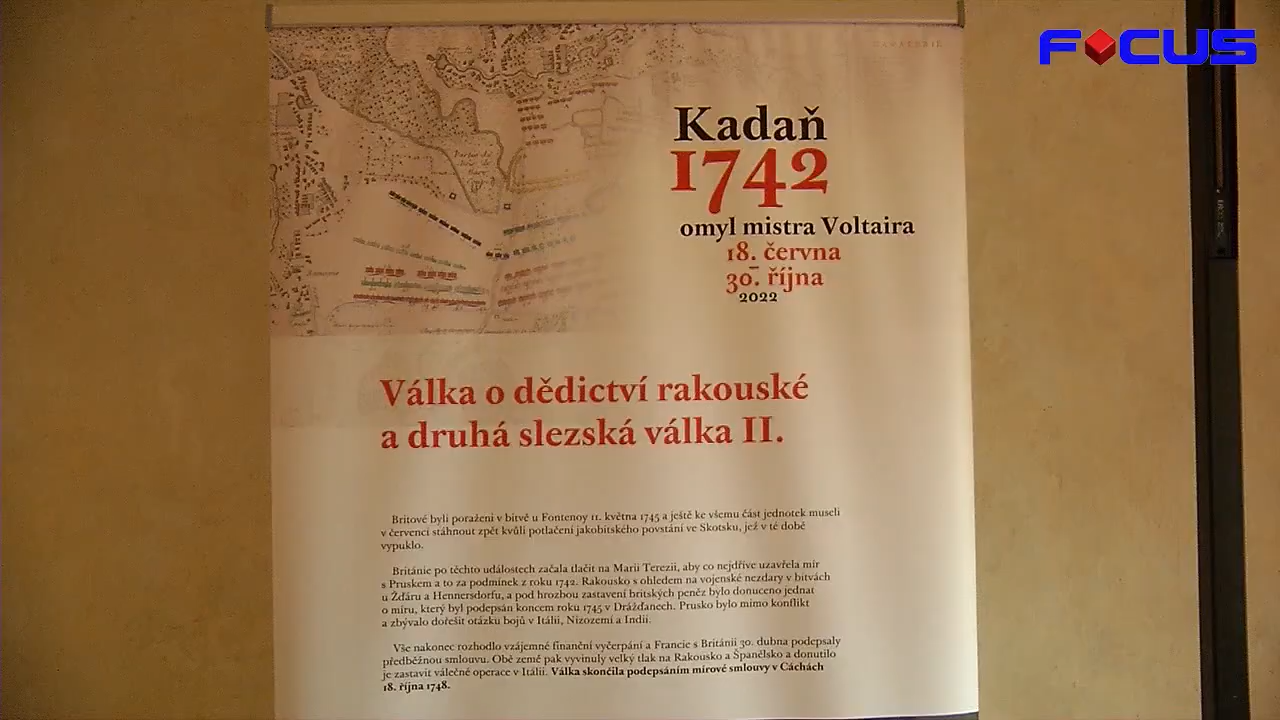 FOCUS
Kadaň
1742
omyl mistra Voltaira
18. června
–
30. října
2022
Válka o dědictví rakouské
a druhá slezská válka II.
Britové byli poraženi v bitvě u Fontenoy 11. května 1745 a ještě ke všemu část jednotek museli
v červenci stáhnout zpět kvůli potlačení jakobitského povstání ve Skotsku, jež v té době
vypuklo.
Británie po těchto událostech začala tlačit na Marii Terezii, aby co nejdříve uzavřela mír
s Pruskem a to za podmínek z roku 1742. Rakousko s ohledem na vojenské nezdary v bitvách
u Žďáru a Hennersdorfu, a pod hrozbou zastavení britských peněz bylo donuceno jednat
o míru, který byl podepsán koncem roku 1745 v Drážďanech. Prusko bylo mimo konflikt
a zbývalo dořešit otázku bojů v Itálii, Nizozemí a Indii.
Vše nakonec rozhodlo vzájemné finanční vyčerpání a Francie s Británií 30. dubna podepsaly
předběžnou smlouvu. Obě země pak vyvinuly velký tlak na Rakousko a Španělsko a donutilo
je zastavit válečné operace v Itálii. Válka skončila podepsáním mírové smlouvy v Cáchách
18. října 1748.